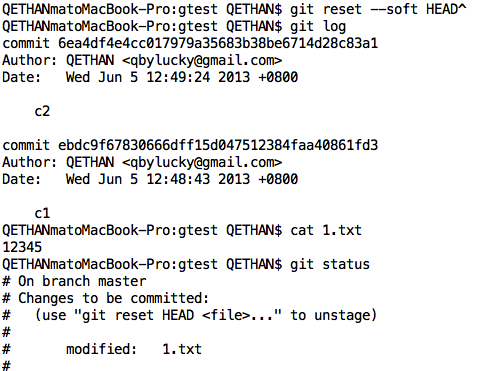 QETHANmatoMacBook-Pro:gtest QETHAN$ git reset --soft HEAD^
QETHANmatoMacBook-Pro:gtest QETHAN$ git log
commit 6ea4df4e4cc017979a35683b38be6714d28c83a1
Author: QETHAN <qbylucky@gmail.com>
Date:   Wed Jun 5 12:49:24 2013 +0800
    c2
commit ebdc9f67830666dff15d047512384faa40861fd3
Author: QETHAN <qbylucky@gmail.com>
Date:   Wed Jun 5 12:48:43 2013 +0800
    c1
QETHANmatoMacBook-Pro:gtest QETHAN$ cat 1.txt
12345
QETHANmatoMacBook-Pro:gtest QETHAN$ git status
# On branch master
# Changes to be committed:
#   (use "git reset HEAD <file>..." to unstage)
#
#       modified:   1.txt
#